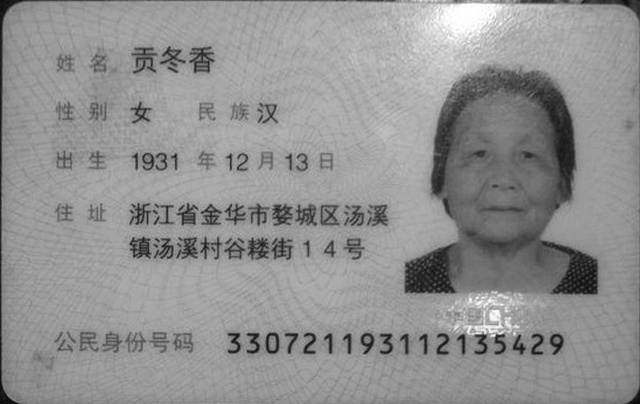 姓名 贡冬香
性别 女 民族 汉
出生 1931 年 12 月 13 日
住址 浙江省金华市婺城区汤溪
镇汤溪村谷耧街14号
公民身份号码 330721193112135429